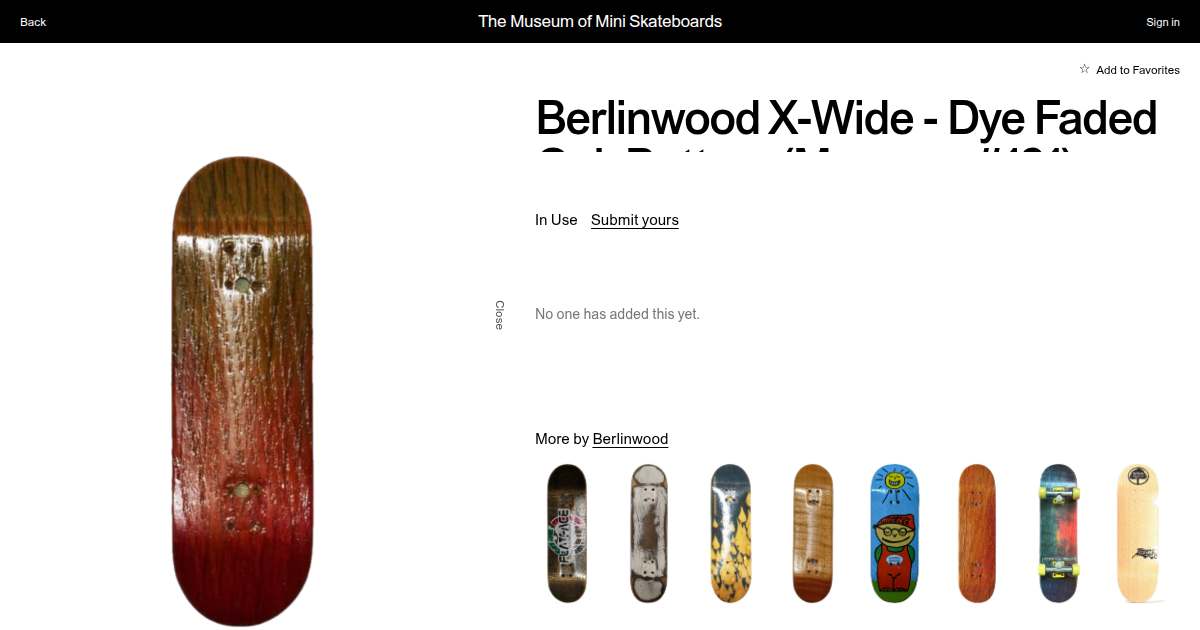 Back
The Museum of Mini Skateboards
Sign in
☆ Add to Favorites
Berlinwood X-Wide - Dye Faded
In Use Submit yours
Close
No one has added this yet.
More by Berlinwood
FLATFACE